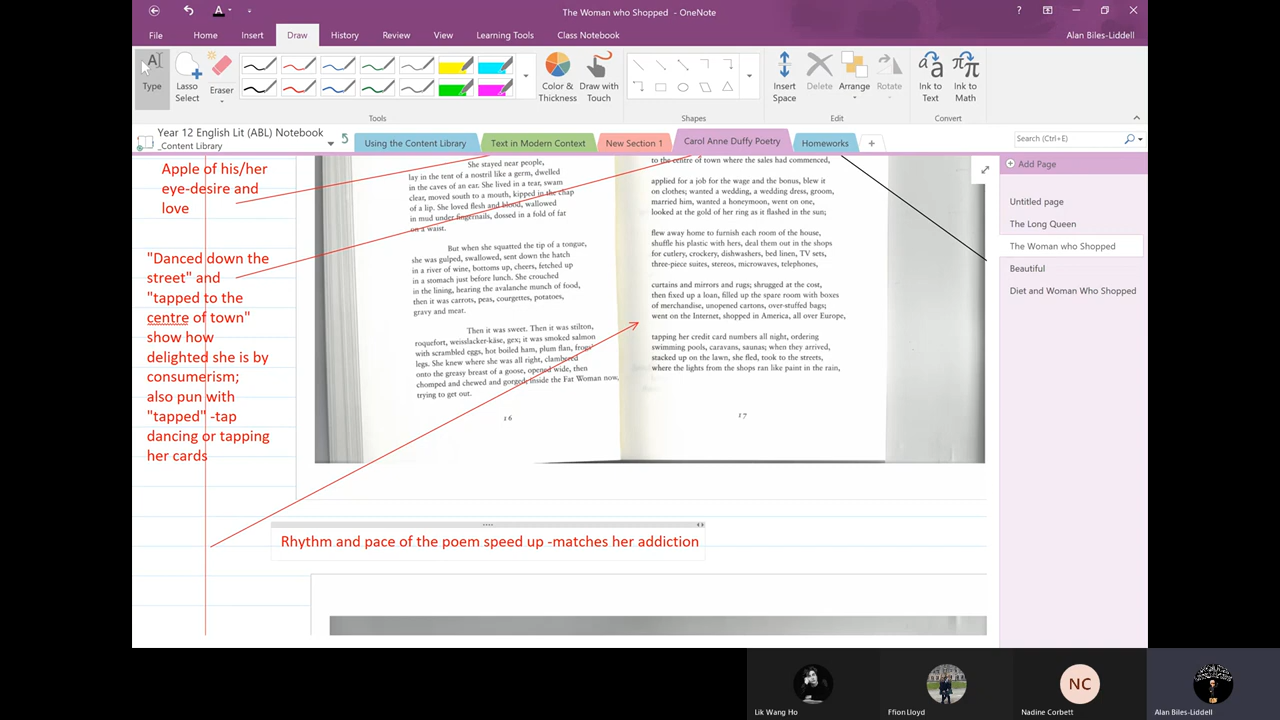 The Woman who Shopped - OneNote
?
File Home Insert Draw History Review View Learning Tools Class Notebook Alan Biles-Liddell
Type
Lasso
Select
Eraser
Color &
Thickness
Draw with
Touch
Insert
Space
Delete
Arrange
Rotate
Ink to
Text
Ink to
Math
Tools Shapes Edit Convert
Year 12 English Lit (ABL) Notebook
_Content Library
Using the Content Library Text in Modern Context New Section 1 Carol Anne Duffy Poetry Homeworks +
Search (Ctrl+E)
Add Page
Untitled page
The Long Queen
The Woman who Shopped
Beautiful
Diet and Woman Who Shopped
Apple of his/her
eye-desire and
love
"Danced down the
street" and
"tapped to the
centre of town"
show how
delighted she is by
consumerism;
also pun with
"tapped" -tap
dancing or tapping
her cards
She stayed near people,
lay in the tent of a nostril like a germ, dwelled
in the caves of an ear. She lived in a tear, swam
clear, moved south to a mouth, kipped in the chap
of a lip. She loved flesh and blood, wallowed
in mud under fingernails, dossed in a fold of fat
on a waist.
But when she squatted the tip of a tongue,
she was gulped, swallowed, sent down the hatch
in a river of wine, bottoms up, cheers, fetched up
in a stomach just before lunch. She crouched
in the lining, hearing the avalanche munch of food,
then it was carrots, peas, courgettes, potatoes,
gravy and meat.
Then it was sweet. Then it was stilton,
roquefort, weisslacker-käse, gex; it was smoked salmon
with scrambled eggs, hot boiled ham, plum flan, frogs'
legs. She knew where she was all right, clambered
onto the greasy breast of a goose, opened wide, then
chomped and chewed and gorged; inside the Fat Woman now,
trying to get out.
16
to the centre of town where the sales had commenced,
applied for a job for the wage and the bonus, blew it
on clothes; wanted a wedding, a wedding dress, groom,
married him, wanted a honeymoon, went on one,
looked at the gold of her ring as it flashed in the sun;
flew away home to furnish each room of the house,
shuffle his plastic with hers, deal them out in the shops
for cutlery, crockery, dishwashers, bed linen, TV sets,
three-piece suites, stereos, microwaves, telephones,
curtains and mirrors and rugs; shrugged at the cost,
then fixed up a loan, filled up the spare room with boxes
of merchandise, unopened cartons, over-stuffed bags;
went on the Internet, shopped in America, all over Europe,
tapping her credit card numbers all night, ordering
swimming pools, caravans, saunas; when they arrived,
stacked up on the lawn, she fled, took to the streets,
where the lights from the shops ran like paint in the rain,
17
Rhythm and pace of the poem speed up -matches her addiction
NC
Lik Wang Ho Ffion Lloyd Nadine Corbett Alan Biles-Liddell